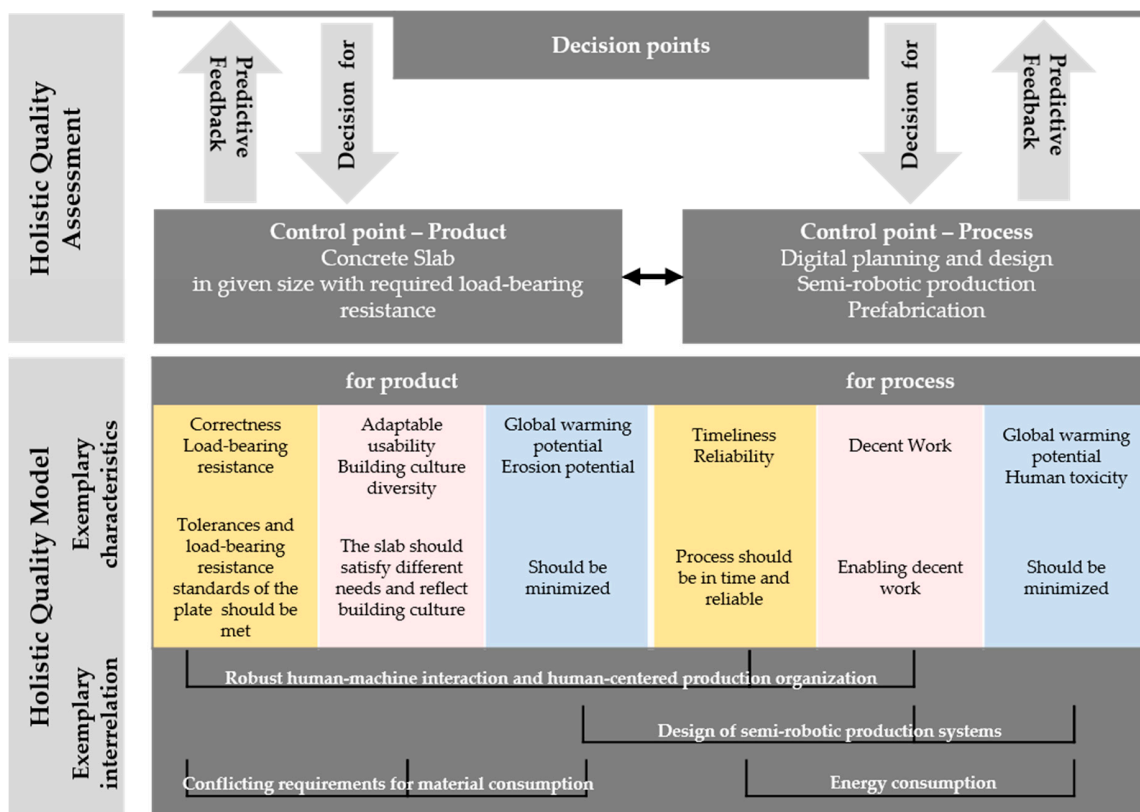 Holistic Quality
Assessment
Decision points
Predictive
Feedback
Decision for
Decision for
Predictive
Feedback
Control point – Product
Concrete Slab
in given size with required load-bearing
resistance
Control point – Process
Digital planning and design
Semi-robotic production
Prefabrication
Holistic Quality Model
Exemplary
characteristics
for product
for process
Correctness
Load-bearing
resistance
Adaptable
usability
Building culture
diversity
Global warming
potential
Erosion potential
Timeliness
Reliability
Decent Work
Global warming
potential
Human toxicity
Tolerances and
load-bearing
resistance
standards of the
plate should be
met
The slab should
satisfy different
needs and reflect
building culture
Should be
minimized
Process should
be in time and
reliable
Enabling decent
work
Should be
minimized
Exemplary
interrelation
Robust human-machine interaction and human-centered production organization
Design of semi-robotic production systems
Conflicting requirements for material consumption
Energy consumption